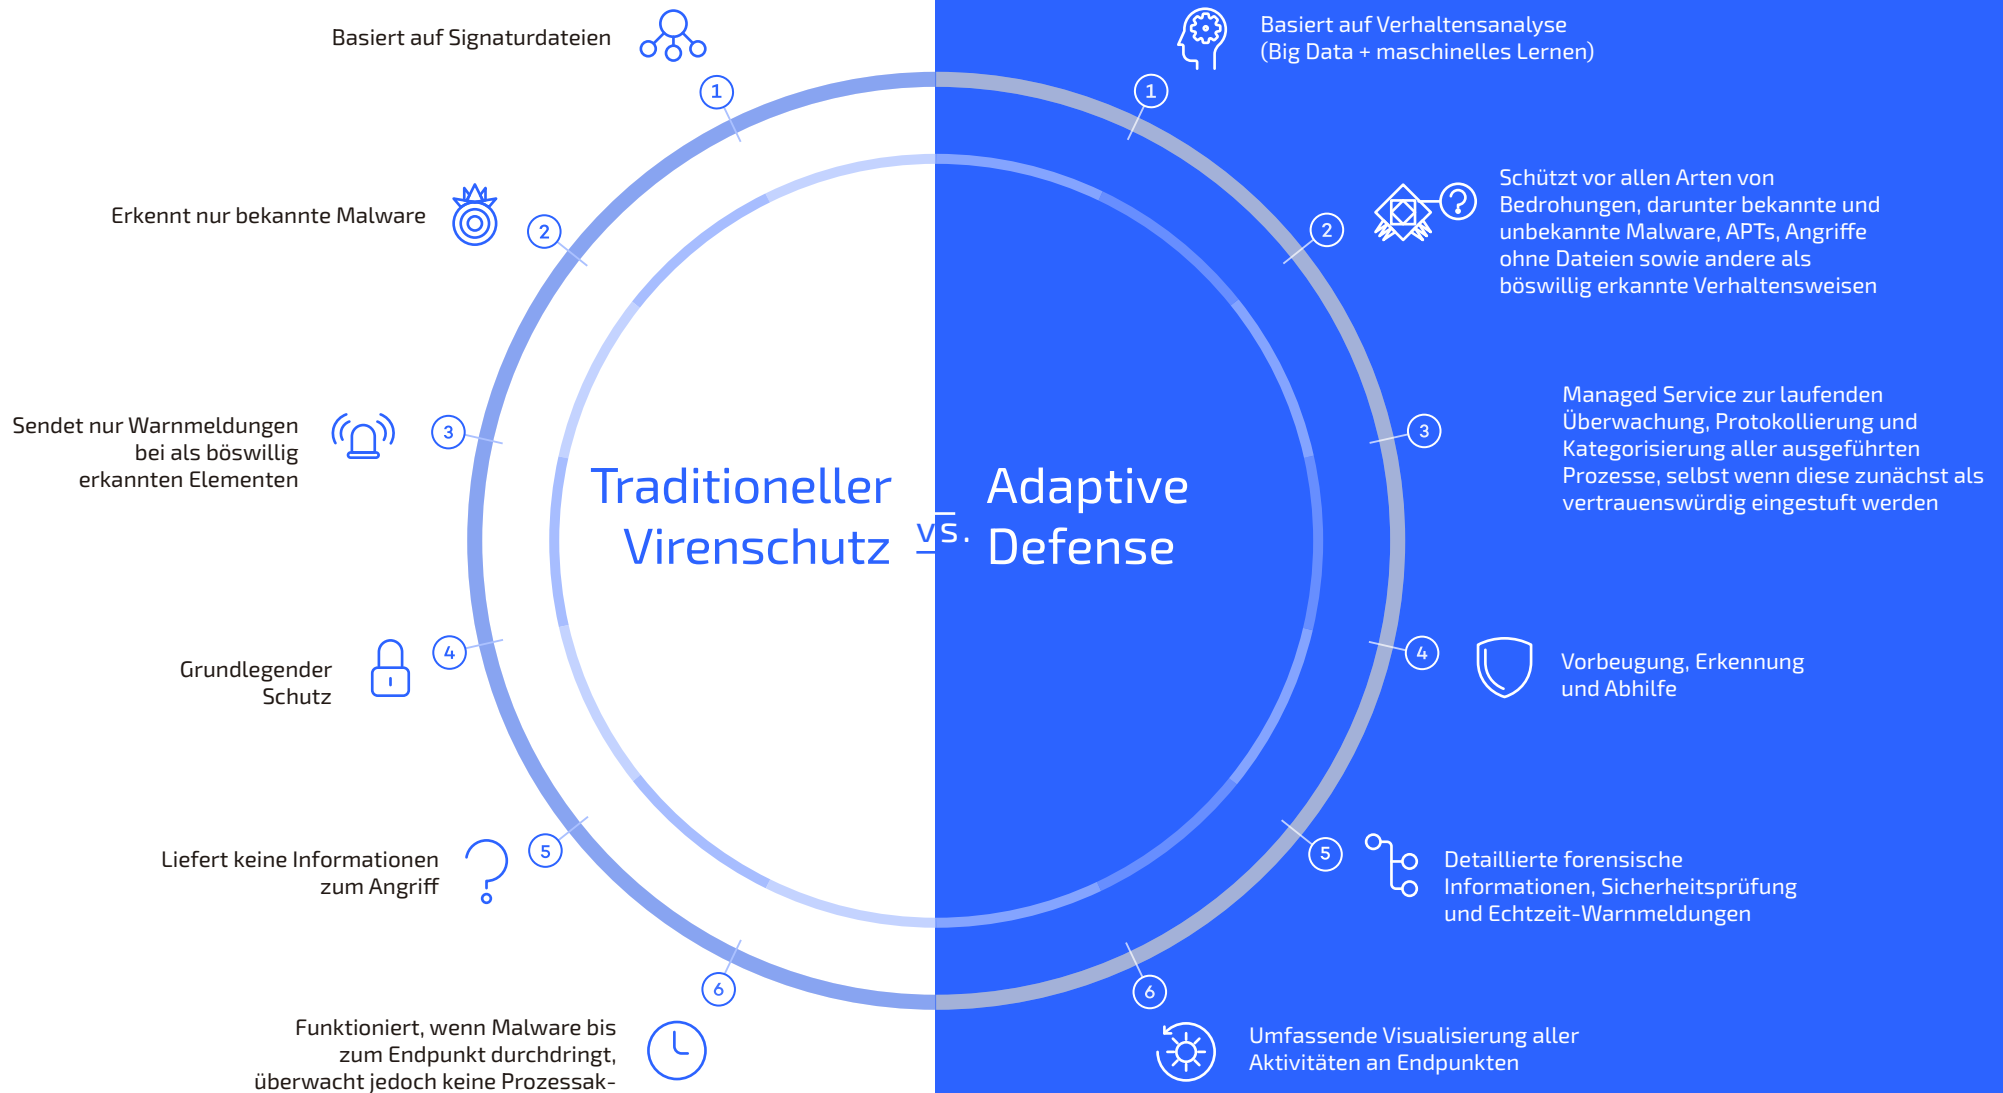 Basiert auf Signaturdateien
1
Erkennt nur bekannte Malware
2
Sendet nur Warnmeldungen
bei als böswillig
erkannten Elementen
3
Grundlegender
Schutz
4
Liefert keine Informationen
zum Angriff
5
Funktioniert, wenn Malware bis
zum Endpunkt durchdringt,
überwacht jedoch keine Prozessak-
6
Traditioneller
Virenschutz
vs.
Adaptive
Defense
Basiert auf Verhaltensanalyse
(Big Data + maschinelles Lernen)
1
Schützt vor allen Arten von
Bedrohungen, darunter bekannte und
unbekannte Malware, APTs, Angriffe
ohne Dateien sowie andere als
böswillig erkannte Verhaltensweisen
2
Managed Service zur laufenden
Überwachung, Protokollierung und
Kategorisierung aller ausgeführten
Prozesse, selbst wenn diese zunächst als
vertrauenswürdig eingestuft werden
3
Vorbeugung, Erkennung
und Abhilfe
4
Detaillierte forensische
Informationen, Sicherheitsprüfung
und Echtzeit-Warnmeldungen
5
Umfassende Visualisierung aller
Aktivitäten an Endpunkten
6